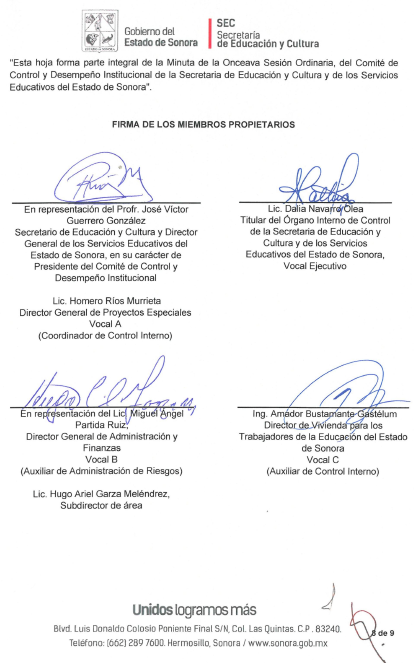 Gobierno del
Estado de Sonora
SEC
Secretaría
de Educación y Cultura
"Esta hoja forma parte integral de la Minuta de la Onceava Sesión Ordinaria, del Comité de
Control y Desempeño Institucional de la Secretaria de Educación y Cultura y de los Servicios
Educativos del Estado de Sonora".
FIRMA DE LOS MIEMBROS PROPIETARIOS
En representación del Profr. José Víctor
Guerrero González
Secretario de Educación y Cultura y Director
General de los Servicios Educativos del
Estado de Sonora, en su carácter de
Presidente del Comité de Control y
Desempeño Institucional
Lic. Homero Ríos Murrieta
Director General de Proyectos Especiales
Vocal A
(Coordinador de Control Interno)
Lic. Dalia Navarro Olea
Titular del Órgano Interno de Control
de la Secretaria de Educación y
Cultura y de los Servicios
Educativos del Estado de Sonora,
Vocal Ejecutivo
En representación del Lic. Miguel Ángel
Partida Ruiz,
Director General de Administración y
Finanzas
Vocal B
(Auxiliar de Administración de Riesgos)
Lic. Hugo Ariel Garza Meléndrez,
Subdirector de área
Ing. Amador Bustamante Gastélum
Director de Vivienda para los
Trabajadores de la Educación del Estado
de Sonora
Vocal C
(Auxiliar de Control Interno)
Unidos logramos más
Blvd. Luis Donaldo Colosio Poniente Final S/N, Col. Las Quintas. C.P. 83240.
Teléfono: (662) 289 7600. Hermosillo, Sonora / www.sonora.gob.mx
8 de 9